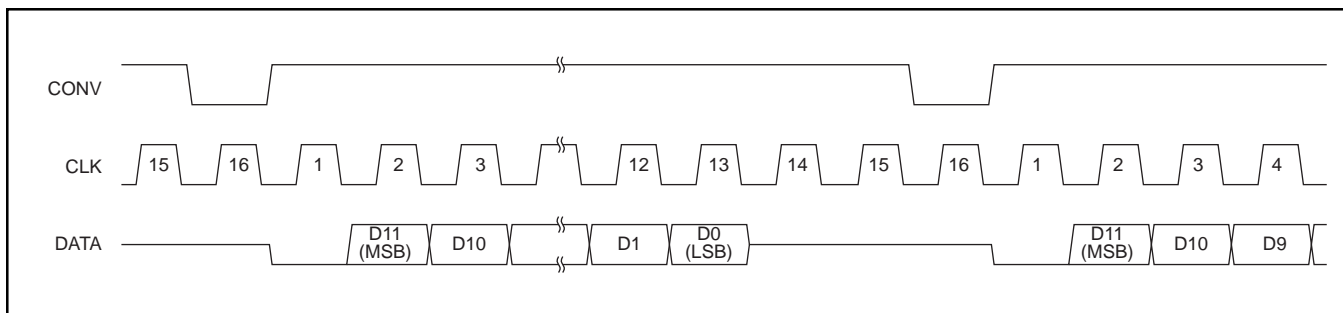 CONV
CLK 15 16 1 2 3 12 13 14 15 16 1 2 3 4
DATA D11 (MSB) D10 D1 D0 (LSB) D11 (MSB) D10 D9